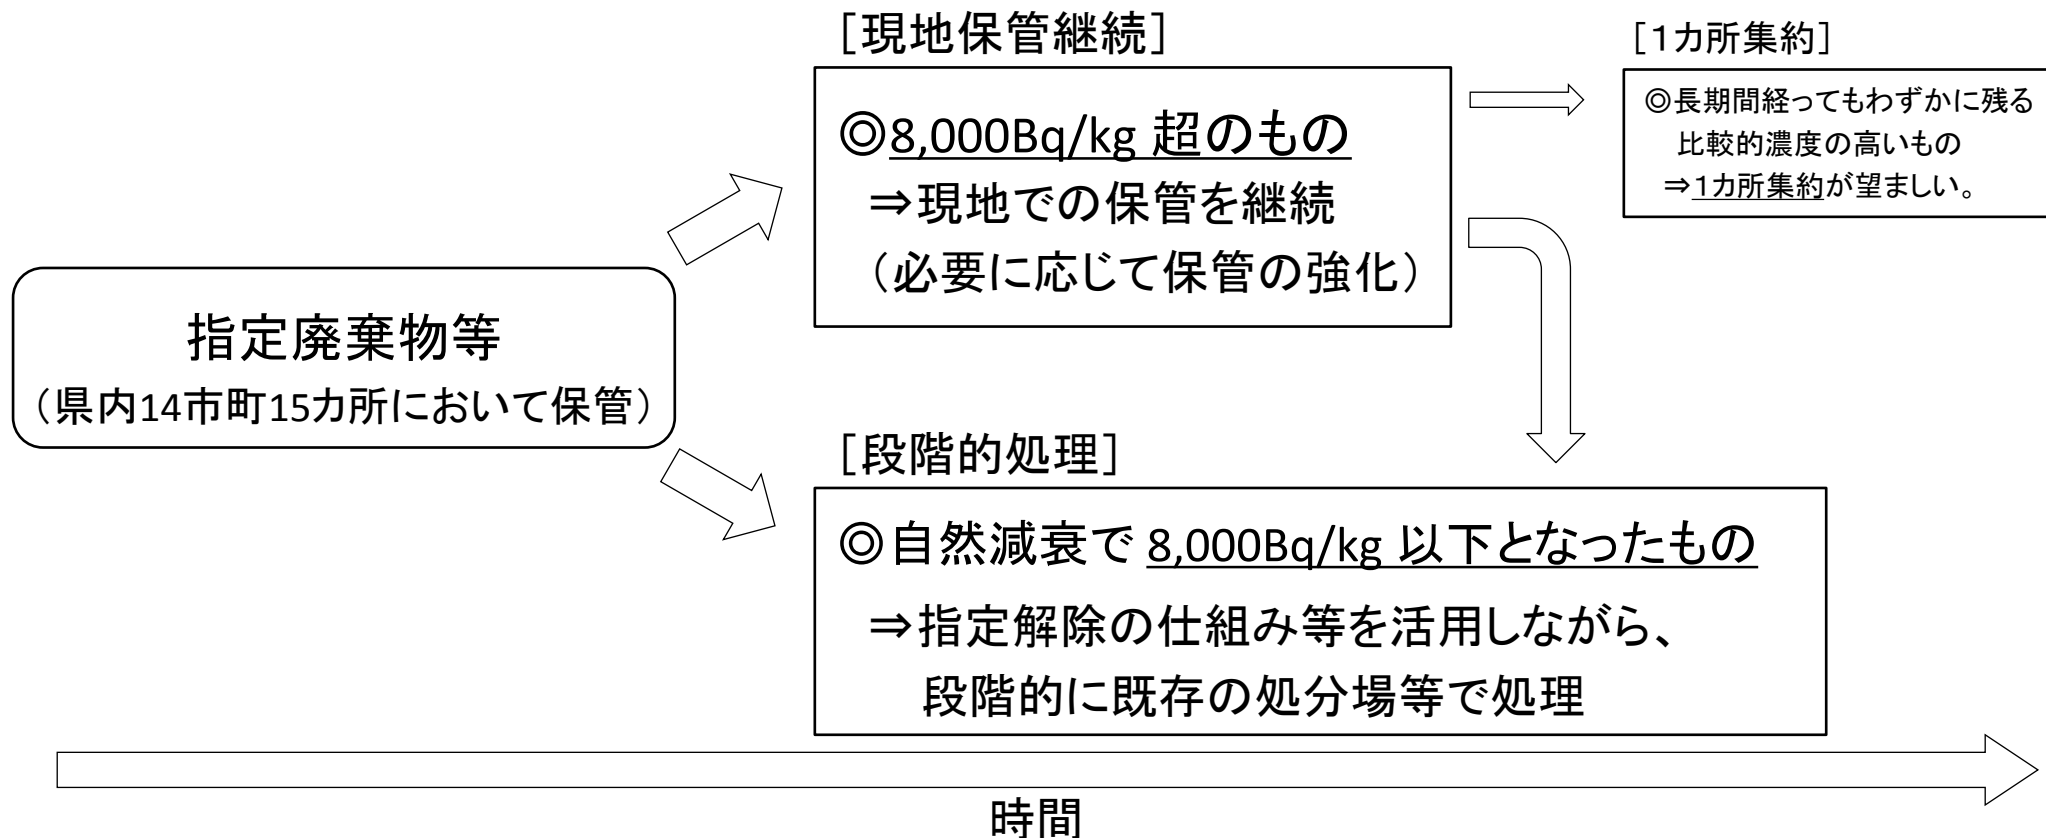 指定廃棄物等
（県内14市町15カ所において保管）
［現地保管継続］
◎8,000Bq/kg 超のもの
⇒現地での保管を継続
（必要に応じて保管の強化）
［1カ所集約］
◎長期間経ってもわずかに残る
比較的濃度の高いもの
⇒1カ所集約が望ましい。
［段階的処理］
◎自然減衰で 8,000Bq/kg 以下となったもの
⇒指定解除の仕組み等を活用しながら、
段階的に既存の処分場等で処理
時間